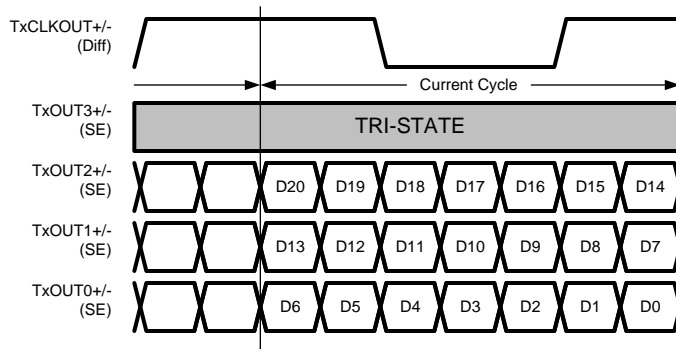 TxCLKOUT+/-
(Diff)
Current Cycle
TxOUT3+/-
(SE)
TRI-STATE
TxOUT2+/-
(SE)
D20 D19 D18 D17 D16 D15 D14
TxOUT1+/-
(SE)
D13 D12 D11 D10 D9 D8 D7
TxOUT0+/-
(SE)
D6 D5 D4 D3 D2 D1 D0